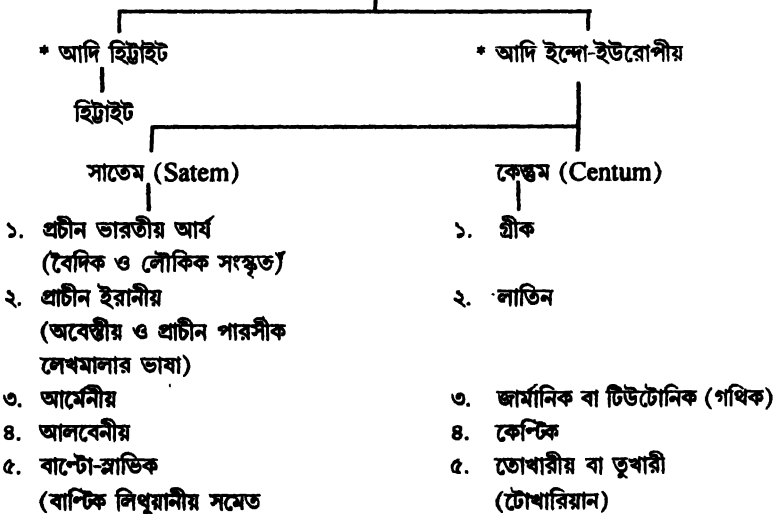 * আদি হিট্টাইট
* আদি ইন্দো-ইউরোপীয়
হিট্টাইট
সাতেম (Satem)
কেন্তুম (Centum)
১. প্রচীন ভারতীয় আর্য
(বৈদিক ও লৌকিক সংস্কৃত)
২. প্রাচীন ইরানীয়
(অবেস্তীয় ও প্রাচীন পারসীক
লেখমালার ভাষা)
৩. আর্মেনীয়
৪. আলবেনীয়
৫. বাল্টো-স্লাভিক
(বাল্টিক লিথুয়ানীয় সমেত
১. গ্রীক
২. লাতিন
৩. জার্মানিক বা টিউটোনিক (গথিক)
৪. কেল্টিক
৫. তোখারীয় বা তুখারী
(টোখারিয়ান)